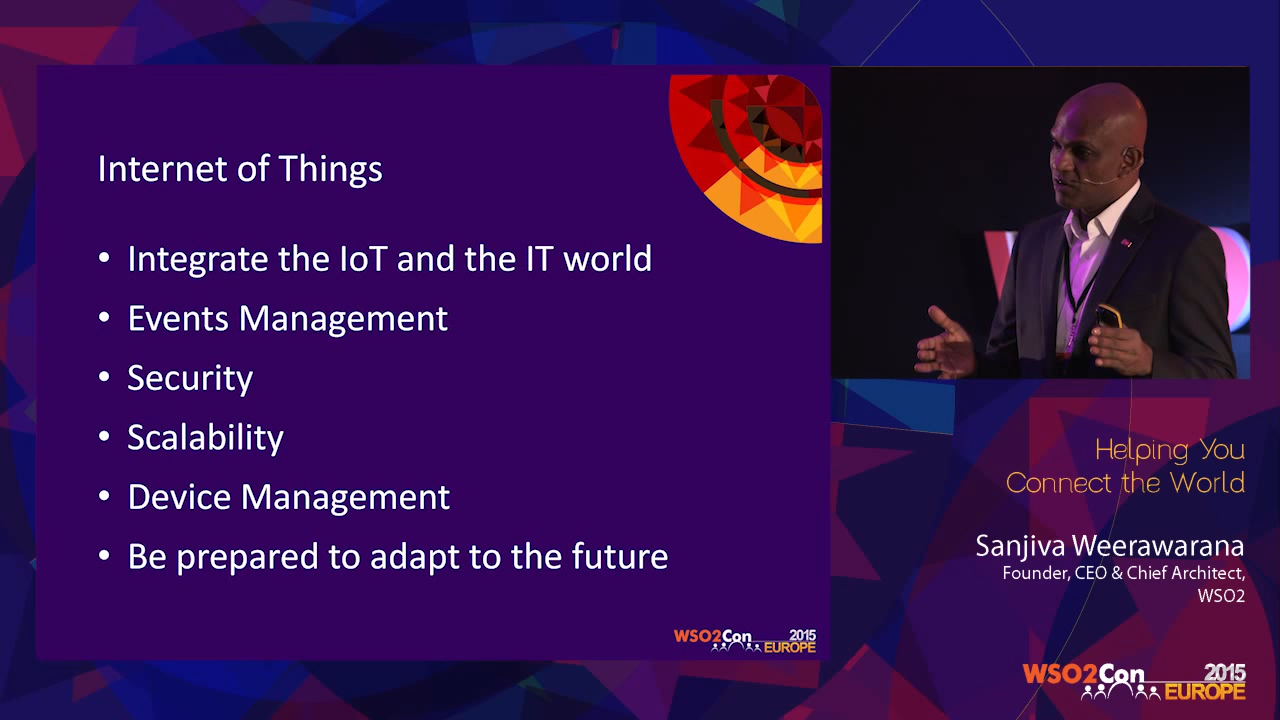 Internet of Things
• Integrate the IoT and the IT world
• Events Management
• Security
• Scalability
• Device Management
• Be prepared to adapt to the future
WSO2Con 2015
EUROPE
Helping You
Connect the World
Sanjiva Weerawarana
Founder, CEO & Chief Architect,
WSO2
WSO2Con 2015
EUROPE